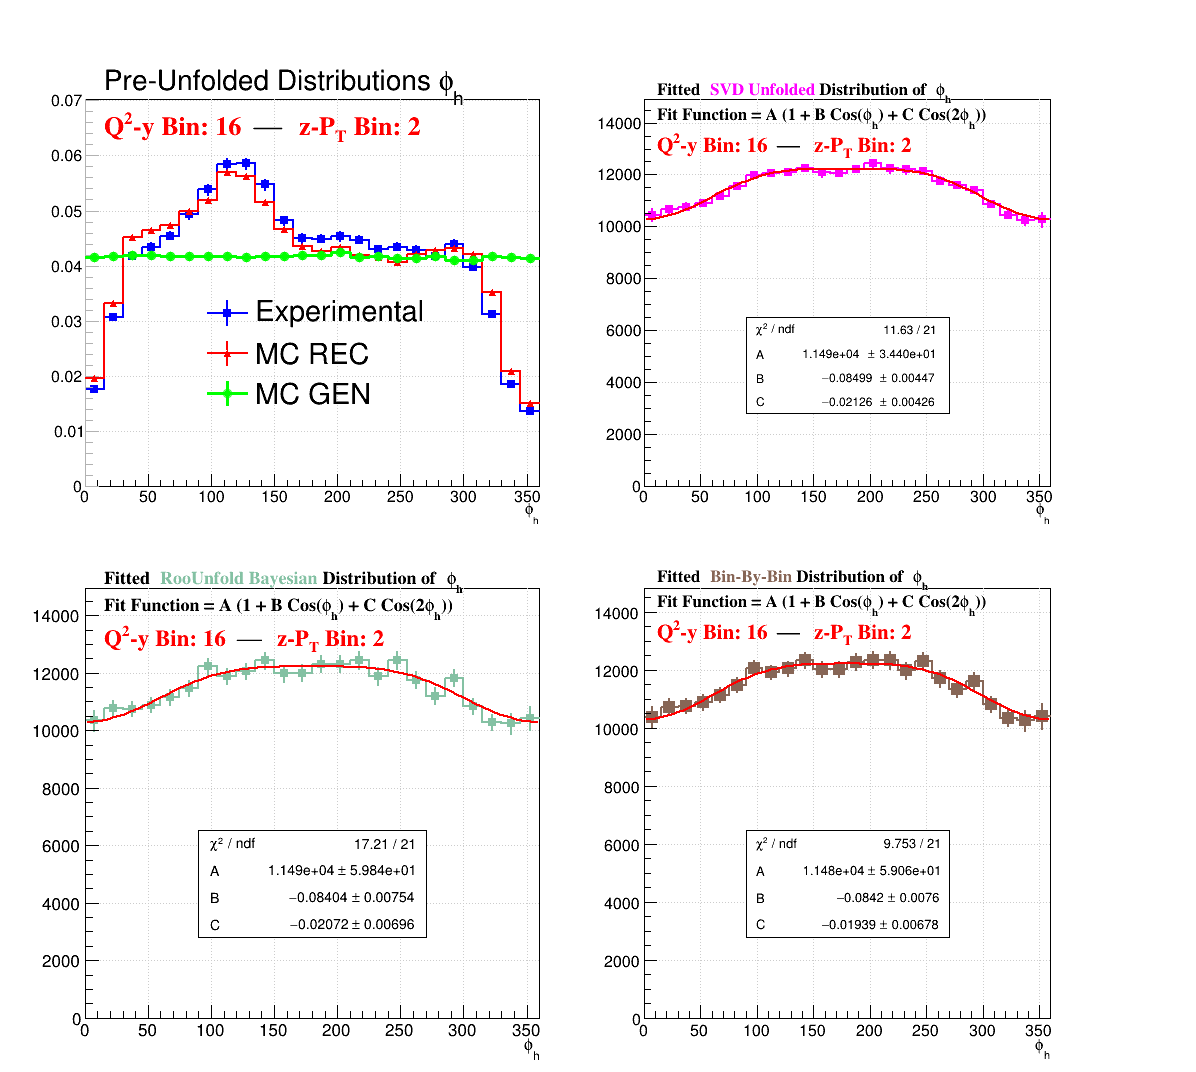 Pre-Unfolded Distributions ϕh
Q²-y Bin: 16 — z-PT Bin: 2
0.07
0.06
0.05
0.04
0.03
0.02
0.01
0
Experimental
MC REC
MC GEN
0 50 100 150 200 250 300 350
ϕh
Fitted SVD Unfolded Distribution of ϕh
Fit Function = A (1 + B Cos(ϕh) + C Cos(2ϕh))
Q²-y Bin: 16 — z-PT Bin: 2
14000
12000
10000
8000
6000
4000
2000
0
χ² / ndf 11.63 / 21
A 1.149e+04 ± 3.440e+01
B −0.08499 ± 0.00447
C −0.02126 ± 0.00426
0 50 100 150 200 250 300 350
ϕh
Fitted RooUnfold Bayesian Distribution of ϕh
Fit Function = A (1 + B Cos(ϕh) + C Cos(2ϕh))
Q²-y Bin: 16 — z-PT Bin: 2
14000
12000
10000
8000
6000
4000
2000
0
χ² / ndf 17.21 / 21
A 1.149e+04 ± 5.984e+01
B −0.08404 ± 0.00754
C −0.02072 ± 0.00696
0 50 100 150 200 250 300 350
ϕh
Fitted Bin-By-Bin Distribution of ϕh
Fit Function = A (1 + B Cos(ϕh) + C Cos(2ϕh))
Q²-y Bin: 16 — z-PT Bin: 2
14000
12000
10000
8000
6000
4000
2000
0
χ² / ndf 9.753 / 21
A 1.148e+04 ± 5.906e+01
B −0.0842 ± 0.0076
C −0.01939 ± 0.00678
0 50 100 150 200 250 300 350
ϕh